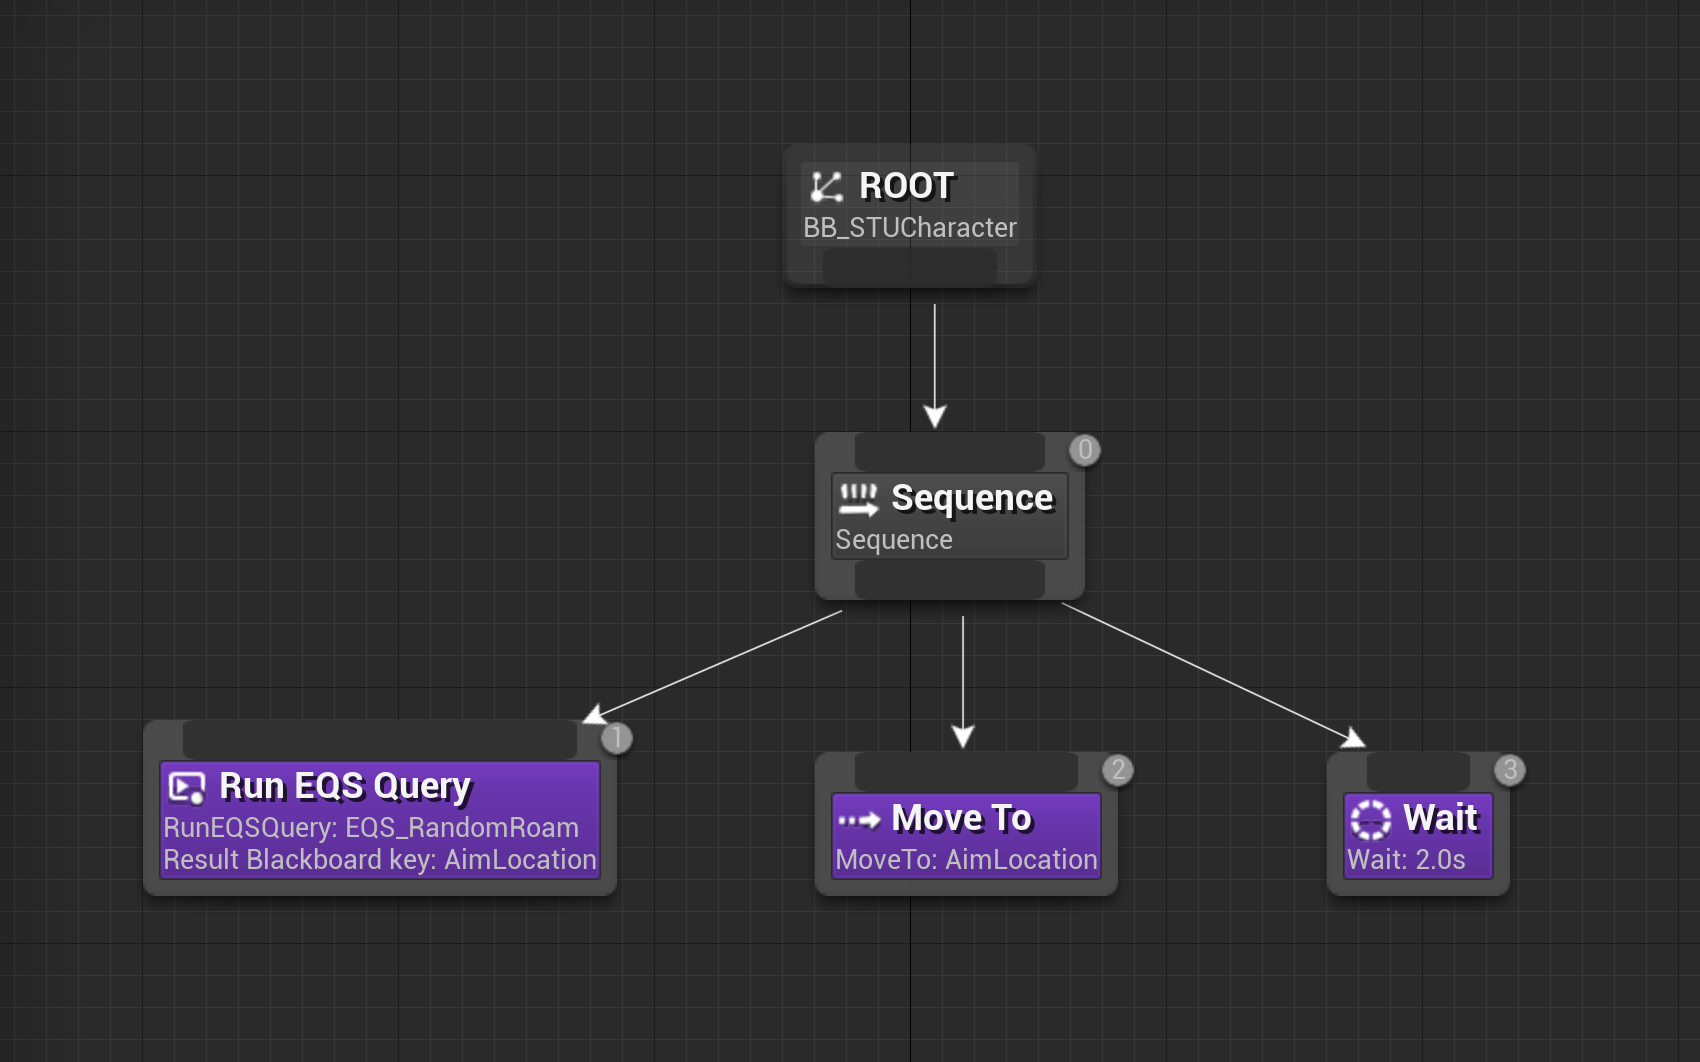 ROOT
BB_STUCharacter
0
Sequence
Sequence
1
Run EQS Query
RunEQSQuery: EQS_RandomRoam
Result Blackboard key: AimLocation
2
Move To
MoveTo: AimLocation
3
Wait
Wait: 2.0s